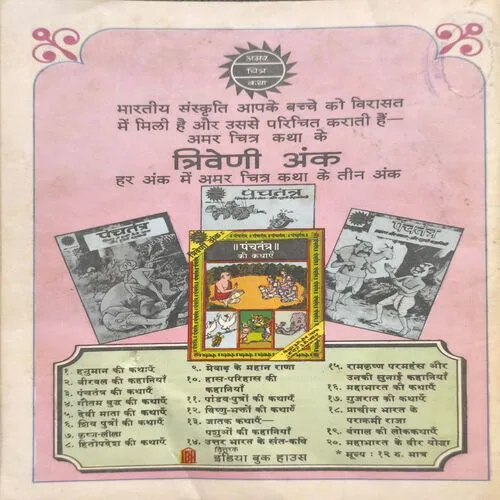 अमर
चित्र
कथा
भारतीय संस्कृति आपके बच्चे को विरासत
में मिली है और उससे परिचित कराती हैं—
अमर चित्र कथा के
त्रिवेणी अंक
हर अंक में अमर चित्र कथा के तीन अंक
पंचतंत्र
पंचतंत्र
पंचतंत्र
त्रिवेणी अंक
॥पंचतंत्र॥
की कथाएँ
१. हनुमान की कथाएँ
२. बीरबल की कहानियाँ
३. पंचतंत्र की कथाएँ
४. गौतम बुद्ध की कथाएँ
५. देवी माता की कथाएँ
६. शिव पुत्रों की कथाएँ
७. कृष्ण-लीला
८. हितोपदेश की कथाएँ
९. मेवाड़ के महान राणा
१०. हास-परिहास की
कहानियाँ
११. पांडव-पुत्रों की कथाएँ
१२. विष्णु-भक्तों की कथाएँ
१३. जातक कथाएँ—
पशुओं की कहानियाँ
१४. उत्तर भारत के संत-कवि
१५. रामकृष्ण परमहंस और
उनकी सुनाई कहानियाँ
१६. महाभारत की कथाएँ
१७. गुजरात की कथाएँ
१८. प्राचीन भारत के
पराक्रमी राजा
१९. बंगाल की लोककथाएँ
२०. महाभारत के वीर योद्धा
* मूल्य : १२ रु. मात्र
वितरक
इंडिया बुक हाउस